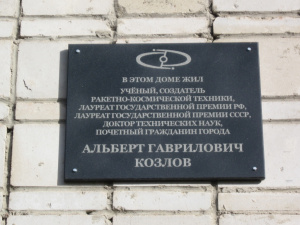 В ЭТОМ ДОМЕ ЖИЛ
УЧЁНЫЙ, СОЗДАТЕЛЬ
РАКЕТНО-КОСМИЧЕСКОЙ ТЕХНИКИ,
ЛАУРЕАТ ГОСУДАРСТВЕННОЙ ПРЕМИИ РФ,
ЛАУРЕАТ ГОСУДАРСТВЕННОЙ ПРЕМИИ СССР,
ДОКТОР ТЕХНИЧЕСКИХ НАУК,
ПОЧЕТНЫЙ ГРАЖДАНИН ГОРОДА
АЛЬБЕРТ ГАВРИЛОВИЧ
КОЗЛОВ